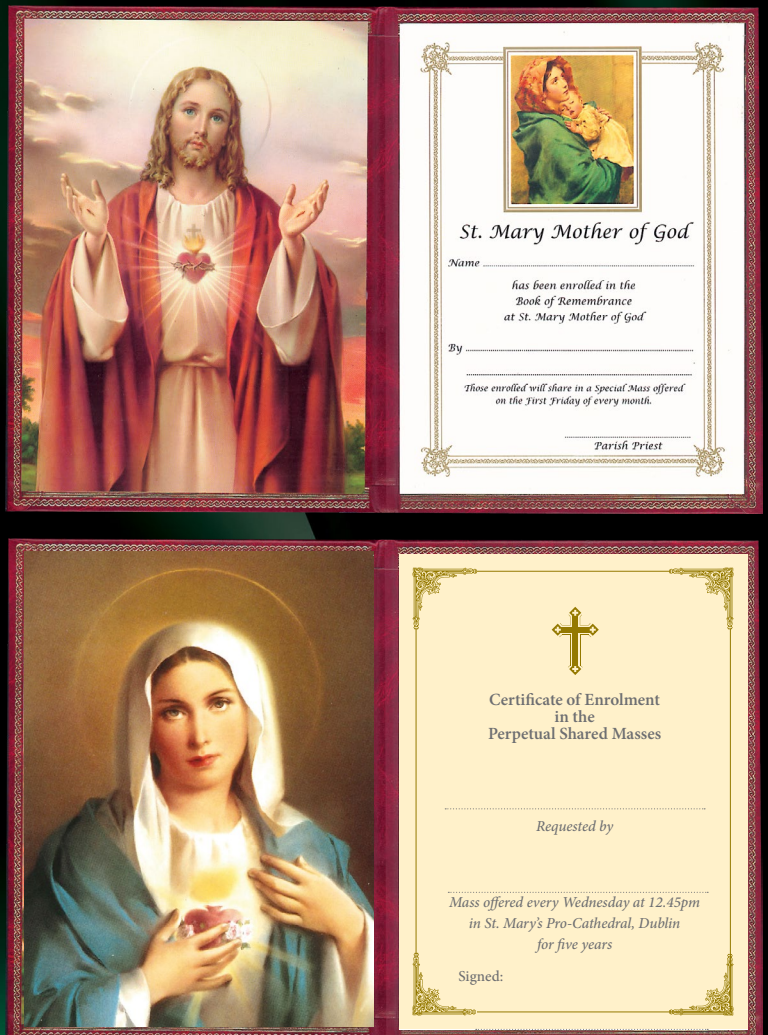 St. Mary Mother of God
Name
has been enrolled in the
Book of Remembrance
at St. Mary Mother of God
By
Those enrolled will share in a Special Mass offered
on the First Friday of every month.
Parish Priest
Certificate of Enrolment
in the
Perpetual Shared Masses
Requested by
Mass offered every Wednesday at 12.45pm
in St. Mary's Pro-Cathedral, Dublin
for five years
Signed: